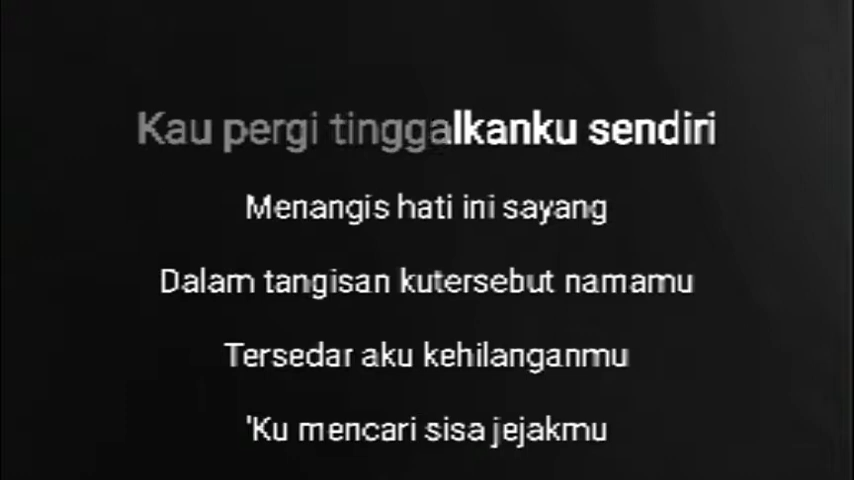 Kau pergi tinggalkanku sendiri
Menangis hati ini sayang
Dalam tangisan kutersebut namamu
Tersedar aku kehilanganmu
'Ku mencari sisa jejakmu